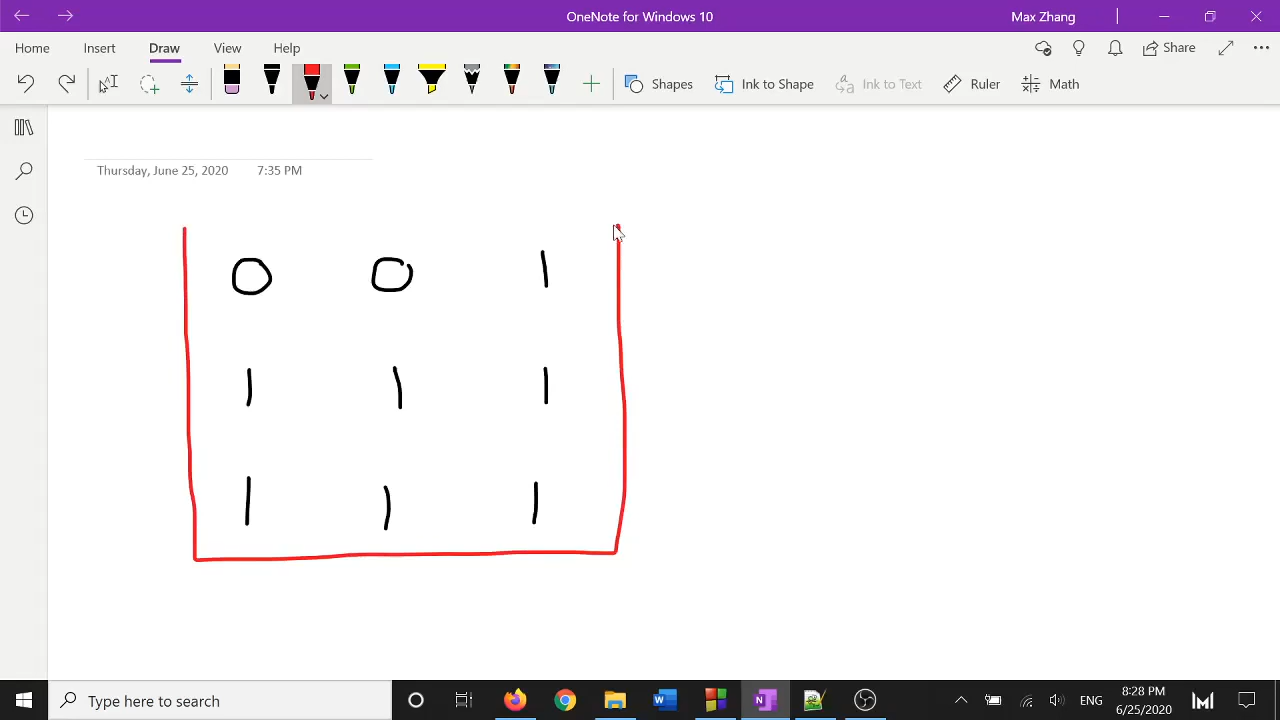 OneNote for Windows 10
Max Zhang
Home Insert Draw View Help
Share
Shapes Ink to Shape Ink to Text Ruler Math
Thursday, June 25, 2020 7:35 PM
0 0 1
1 1 1
1 1 1
Type here to search
ENG
8:28 PM
6/25/2020